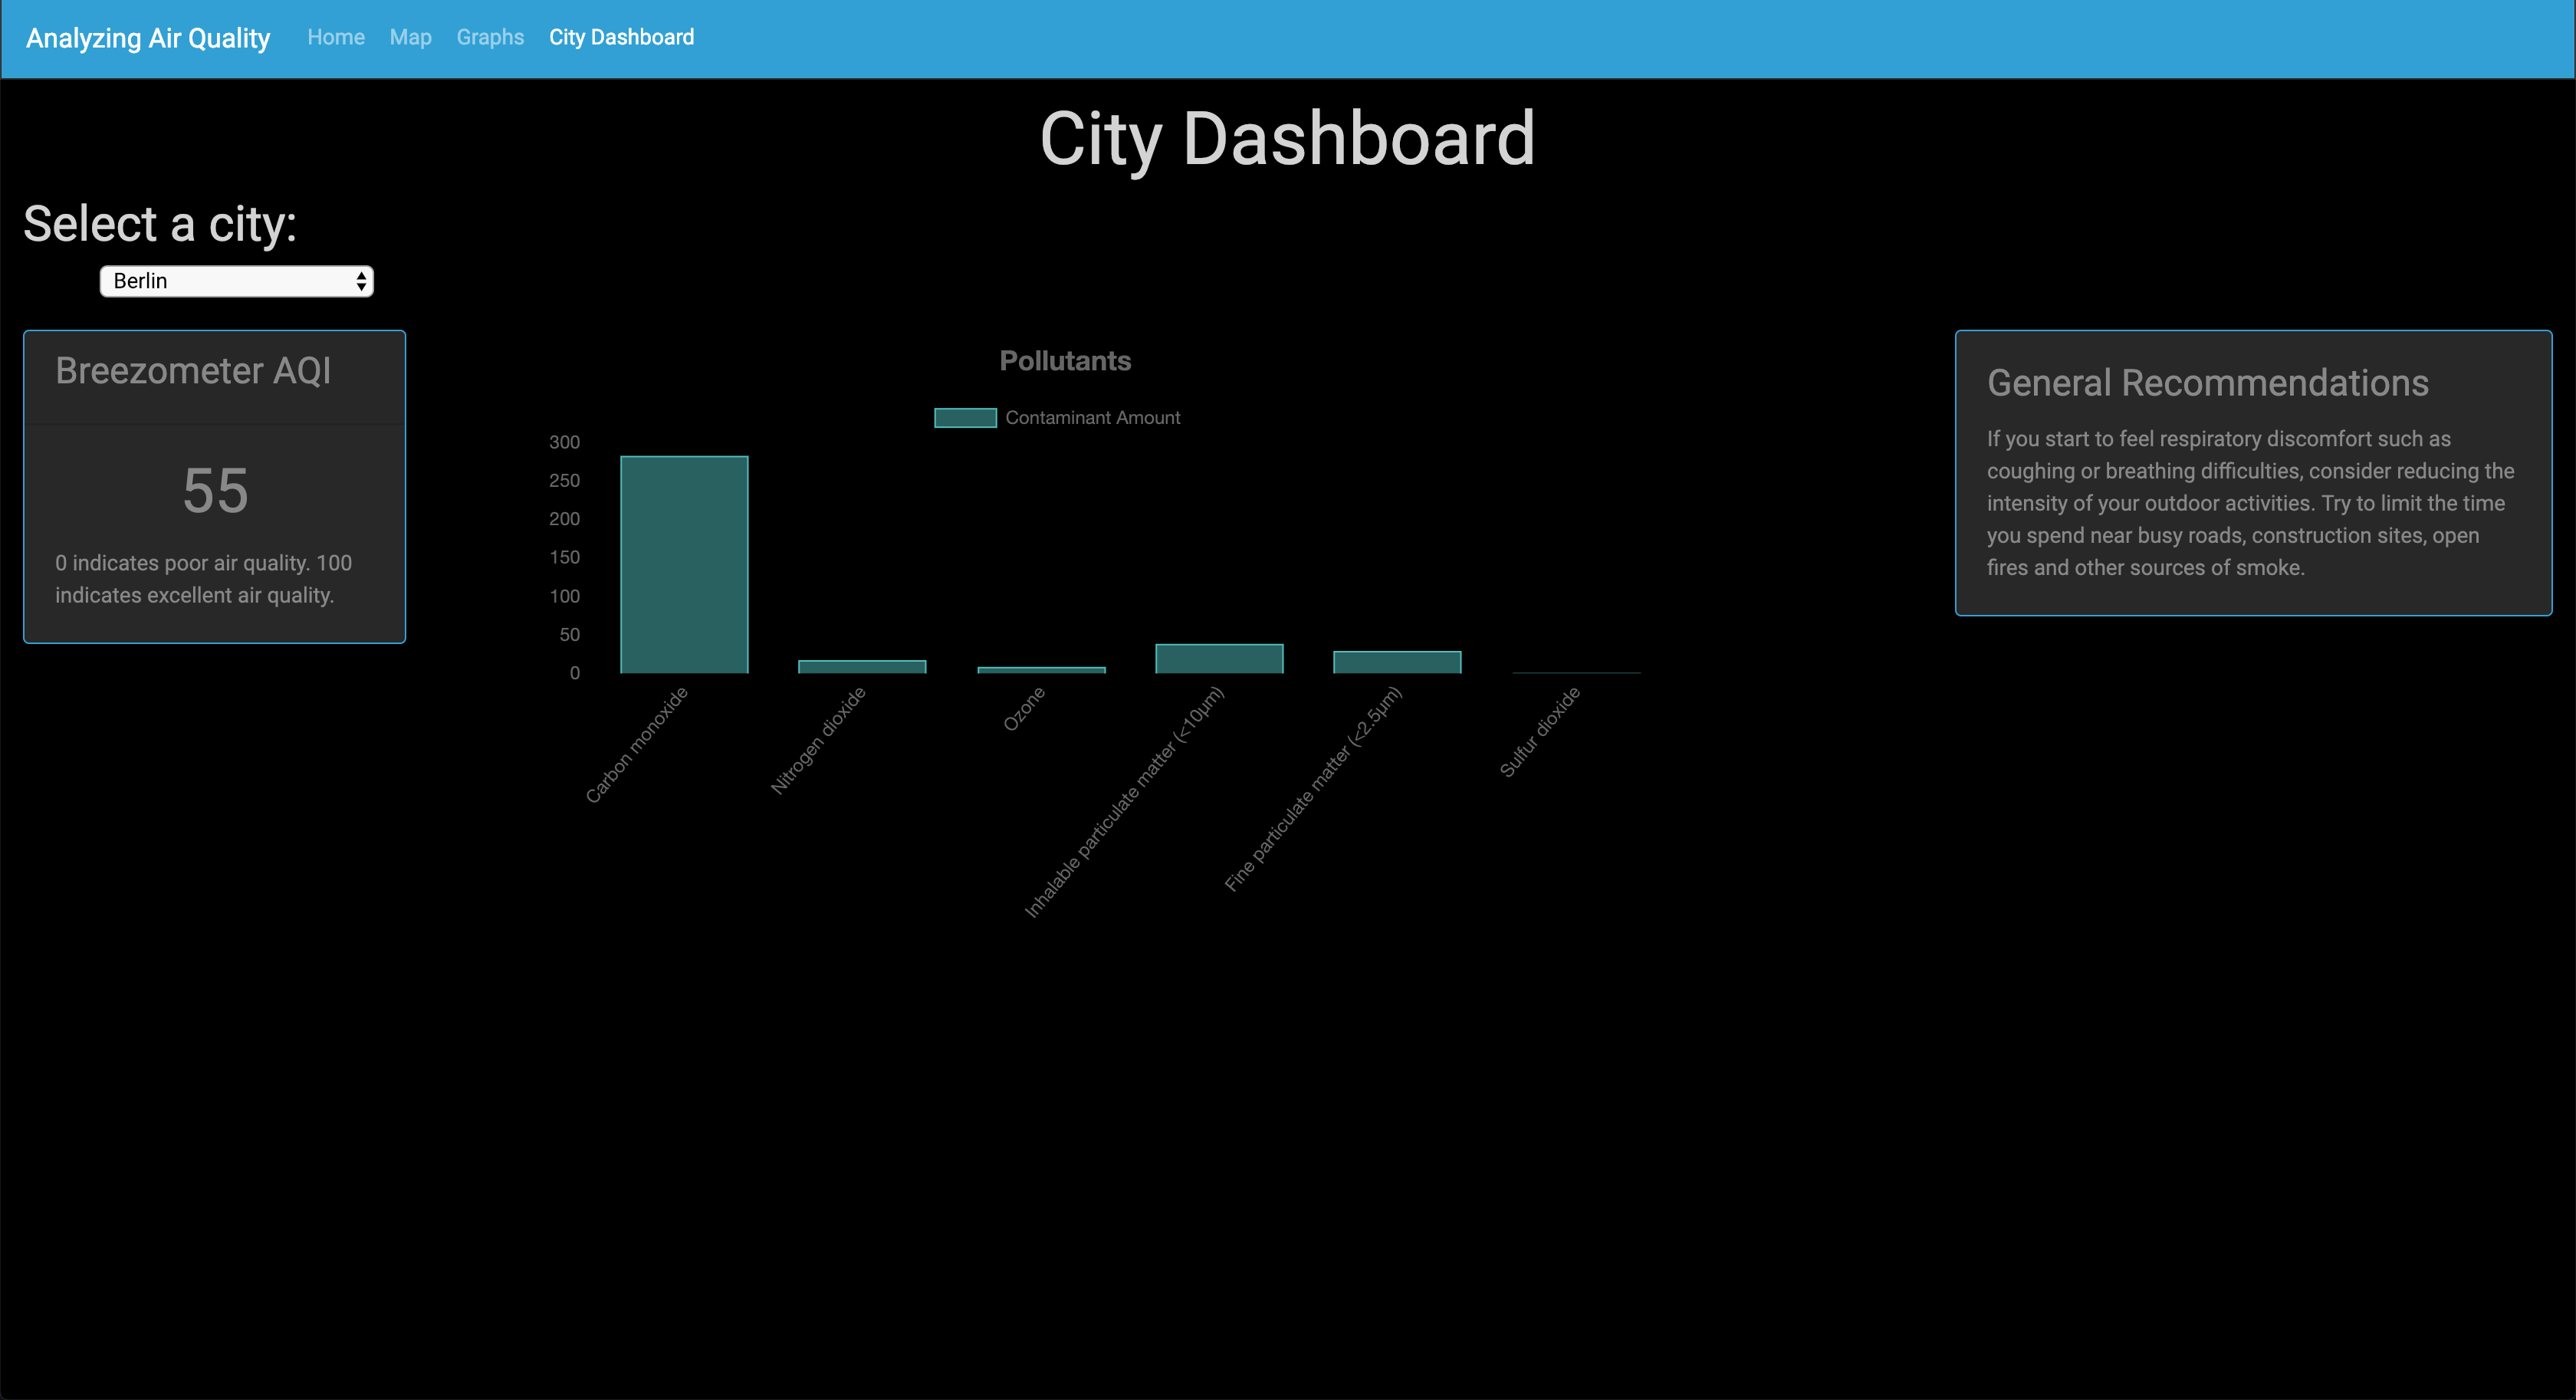 Analyzing Air Quality Home Map Graphs City Dashboard
City Dashboard
Select a city:
Berlin
Breezometer AQI
55
0 indicates poor air quality. 100
indicates excellent air quality.
Pollutants
Contaminant Amount
300
250
200
150
100
50
0
Carbon monoxide
Nitrogen dioxide
Ozone
Inhalable particulate matter (<10µm)
Fine particulate matter (<2.5µm)
Sulfur dioxide
General Recommendations
If you start to feel respiratory discomfort such as
coughing or breathing difficulties, consider reducing the
intensity of your outdoor activities. Try to limit the time
you spend near busy roads, construction sites, open
fires and other sources of smoke.